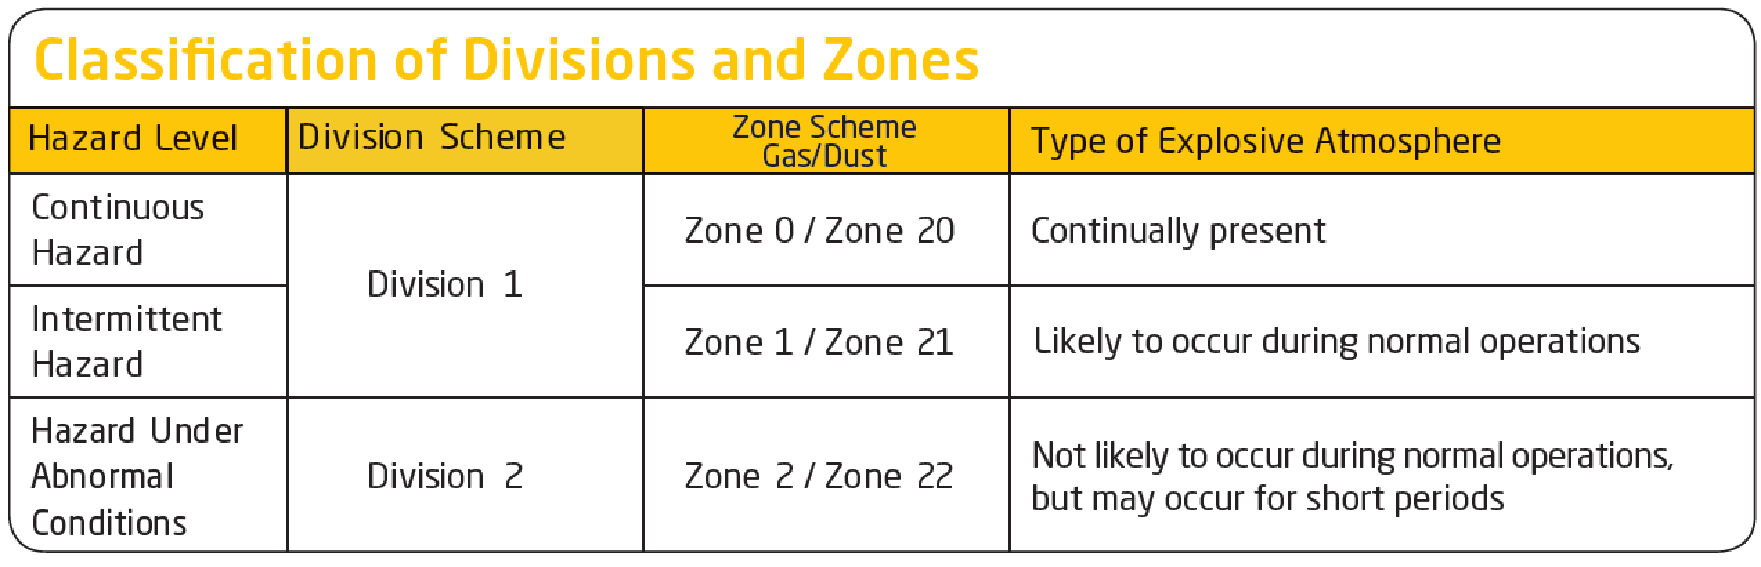 Classification of Divisions and Zones
Hazard Level
Division Scheme
Zone Scheme
Gas/Dust
Type of Explosive Atmosphere
Continuous
Hazard
Division 1
Zone 0 / Zone 20
Continually present
Intermittent
Hazard
Zone 1 / Zone 21
Likely to occur during normal operations
Hazard Under
Abnormal
Conditions
Division 2
Zone 2 / Zone 22
Not likely to occur during normal operations,
but may occur for short periods